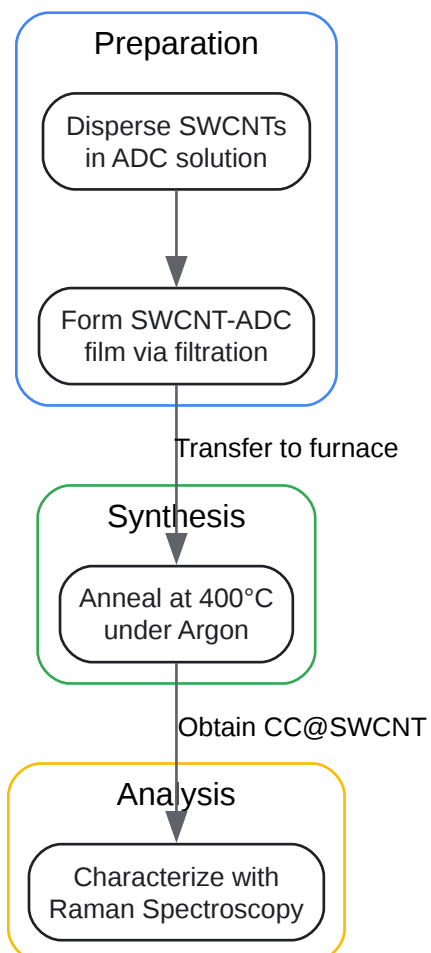 Preparation
Disperse SWCNTs
in ADC solution
Form SWCNT-ADC
film via filtration
Transfer to furnace
Synthesis
Anneal at 400°C
under Argon
Obtain CC@SWCNT
Analysis
Characterize with
Raman Spectroscopy